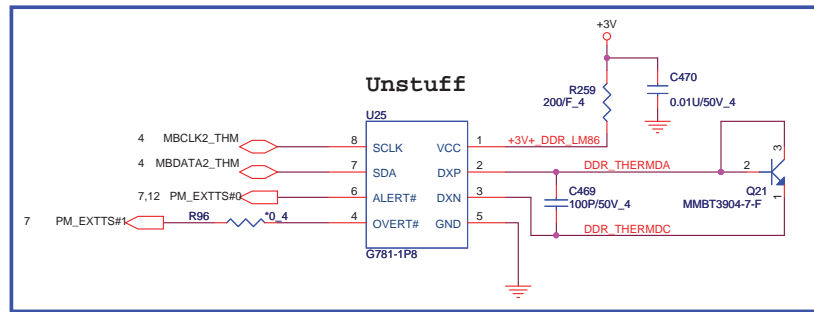 +3V
Unstuff
R259
200/F_4
C470
0.01U/50V_4
U25
4 MBCLK2_THM 8 SCLK VCC 1 +3V+_DDR_LM86
4 MBDATA2_THM 7 SDA DXP 2 DDR_THERMDA 2 3
7,12 PM_EXTTS#0 6 ALERT# DXN 3 C469 Q21 1
100P/50V_4 MMBT3904-7-F
7 PM_EXTTS#1 R96 *0_4 4 OVERT# GND 5 DDR_THERMDC
G781-1P8